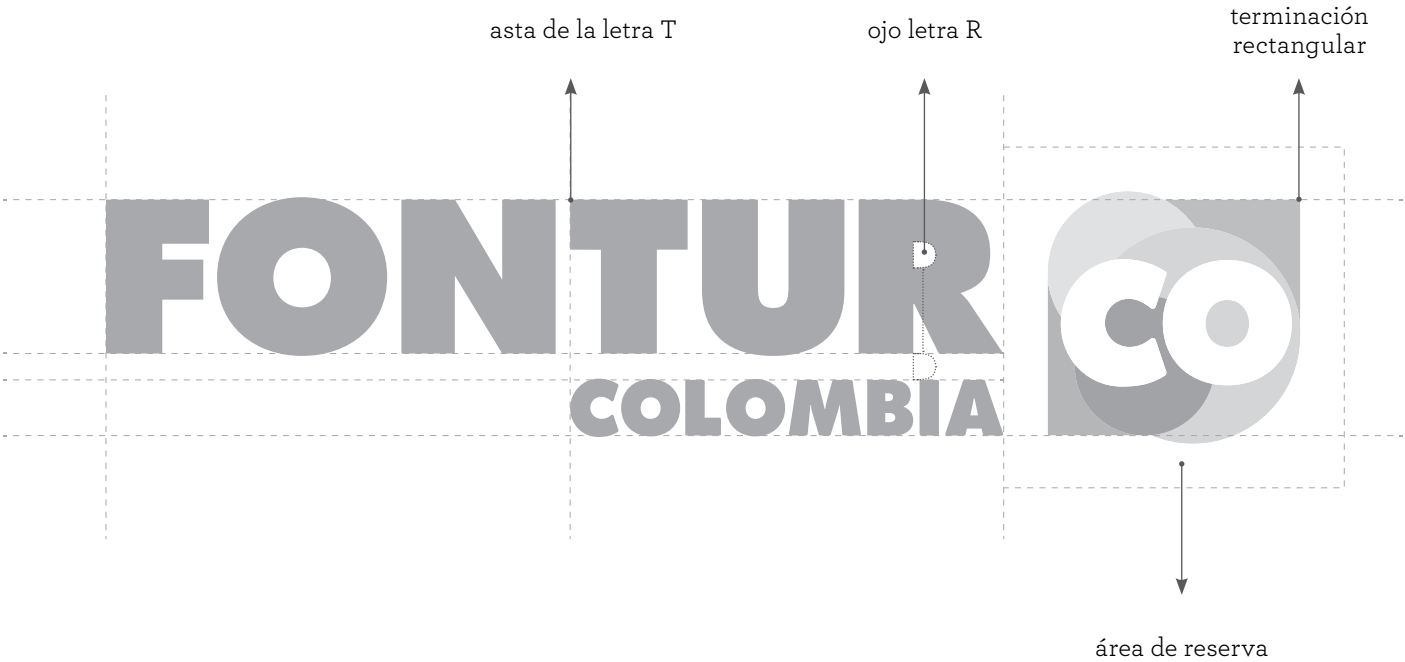 asta de la letra T
ojo letra R
terminación
rectangular
FONTUR
COLOMBIA
CO
área de reserva